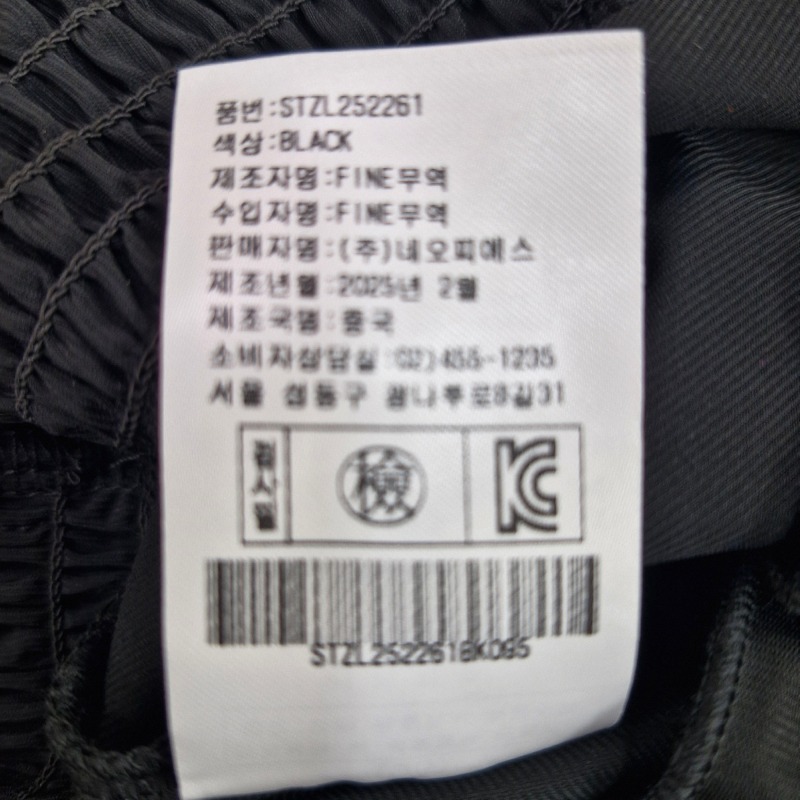 품번:STZL252261
색상:BLACK
제조자명:FINE무역
수입자명:FINE무역
판매자명:(주)네오피에스
제조년월:2025년 2월
제조국명:중국
소비자상담실:02)455-1235
서울 성동구 광나루로8길31
검사필
檢
KC
STZL252261BK095